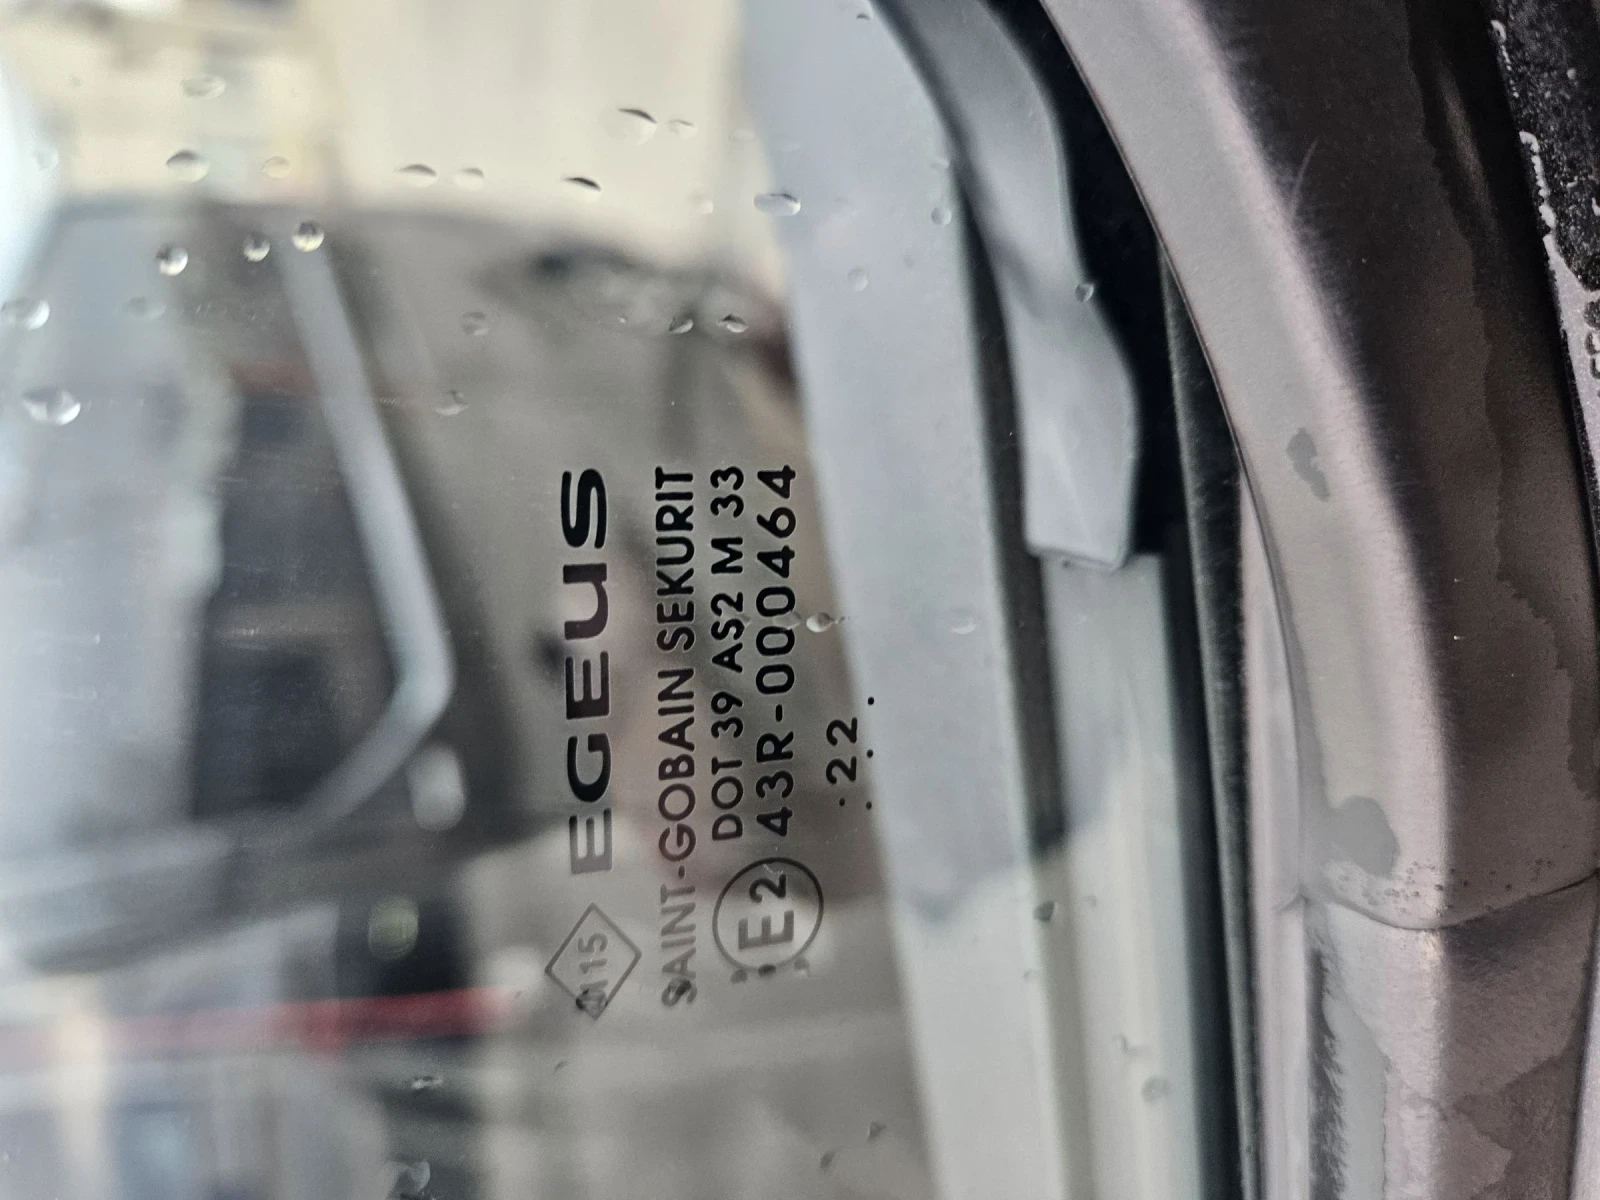 EGEUS
SAINT-GOBAIN SEKURIT
DOT 39 AS2 M 33
E2 43R-000464
. 22 .